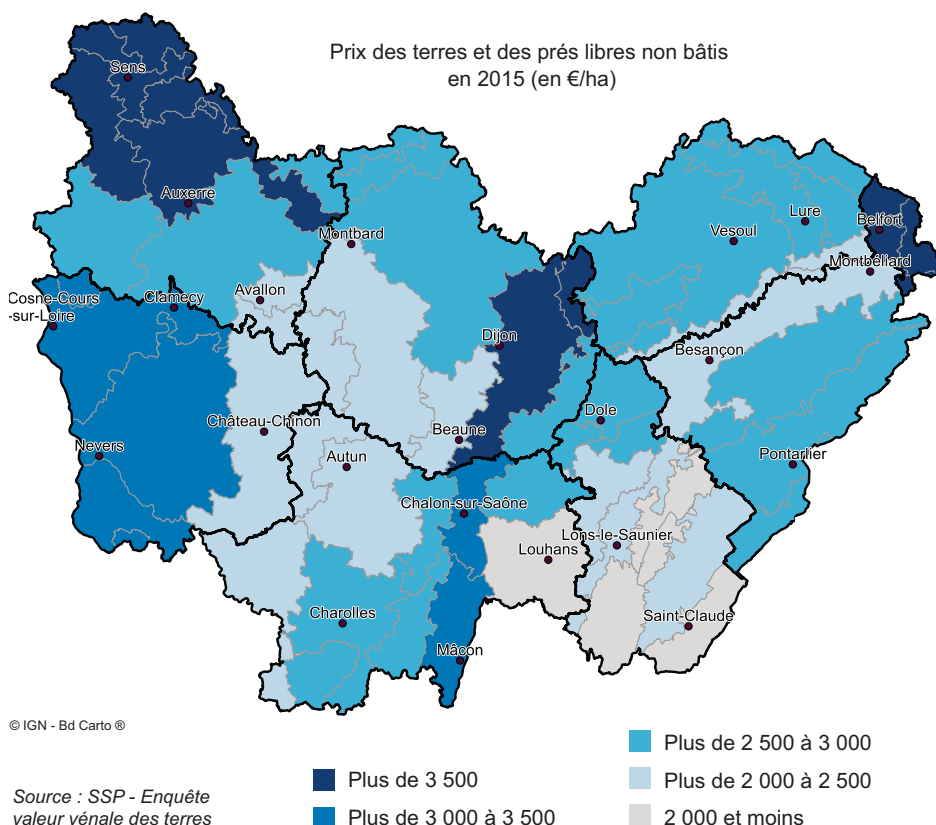 Prix des terres et des prés libres non bâtis
en 2015 (en €/ha)
Sens
Auxerre
Montbard
Vesoul
Lure
Belfort
Montbéliard
Avallon
Clamecy
Cosne-Cours
-sur-Loire
Dijon
Besançon
Château-Chinon
Beaune
Dole
Nevers
Autun
Pontarlier
Chalon-sur-Saône
Louhans
Lons-le-Saunier
Charolles
Saint-Claude
Mâcon
© IGN - Bd Carto ®
Source : SSP - Enquête
valeur vénale des terres
Plus de 3 500
Plus de 3 000 à 3 500
Plus de 2 500 à 3 000
Plus de 2 000 à 2 500
2 000 et moins